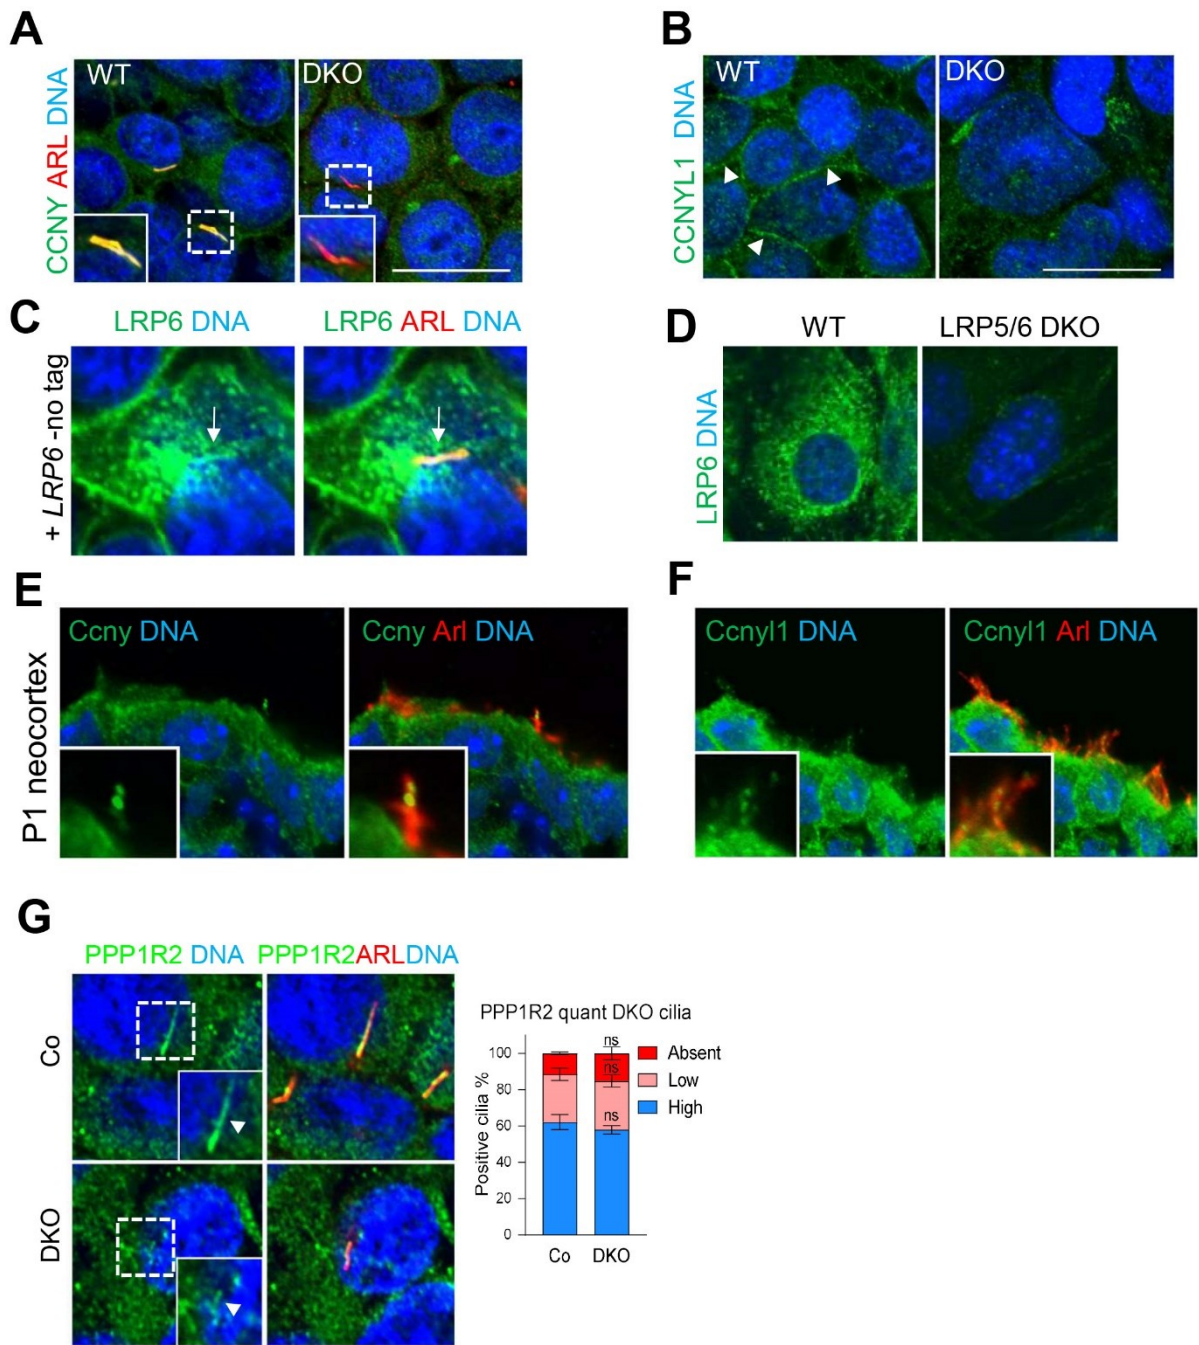 A
CCNY ARL DNA
WT
DKO
B
CCNYL1 DNA
WT
DKO
C
LRP6 DNA
LRP6 ARL DNA
+ LRP6 -no tag
D
WT
LRP5/6 DKO
LRP6 DNA
E
P1 neocortex
Ccny DNA
Ccny Arl DNA
F
Ccnyl1 DNA
Ccnyl1 Arl DNA
G
PPP1R2 DNA
PPP1R2ARLDNA
Co
DKO
PPP1R2 quant DKO cilia
Positive cilia %
100
80
60
40
20
0
ns
ns
ns
Co
DKO
Absent
Low
High